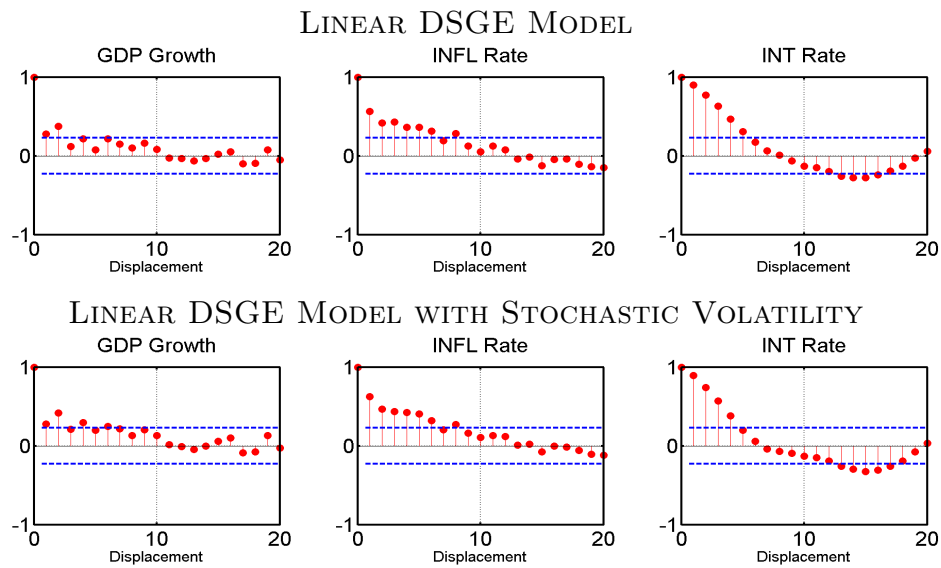 LINEAR DSGE MODEL
GDP Growth INFL Rate INT Rate
1 1 1
0 0 0
-1 -1 -1
0 10 20 0 10 20 0 10 20
Displacement Displacement Displacement
LINEAR DSGE MODEL WITH STOCHASTIC VOLATILITY
GDP Growth INFL Rate INT Rate
1 1 1
0 0 0
-1 -1 -1
0 10 20 0 10 20 0 10 20
Displacement Displacement Displacement